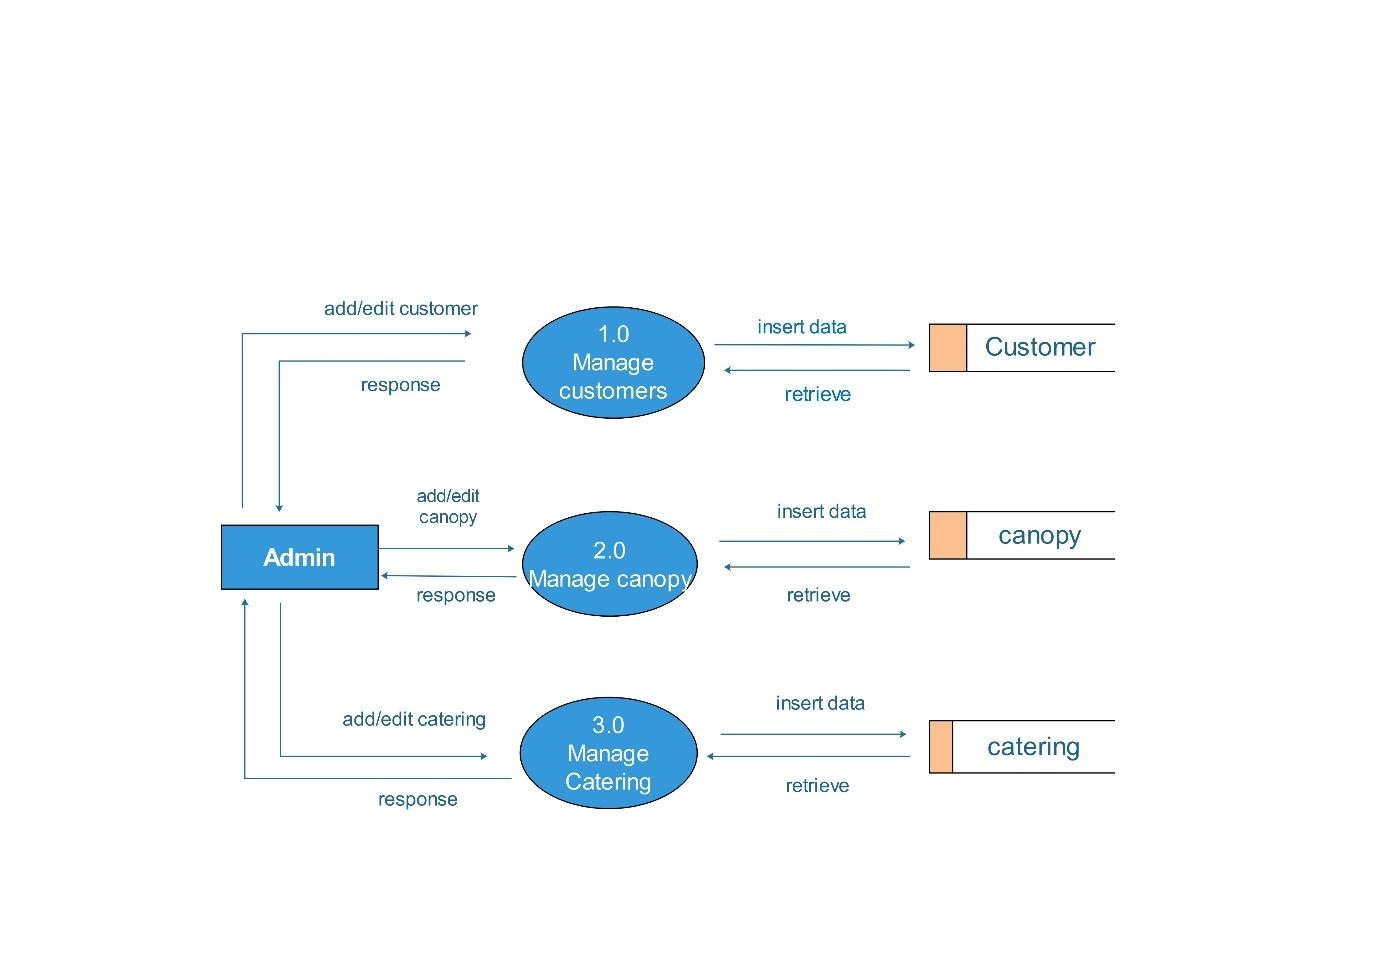 add/edit customer
response
1.0
Manage
customers
insert data
retrieve
Customer
Admin
add/edit
canopy
response
2.0
Manage canopy
insert data
retrieve
canopy
add/edit catering
response
3.0
Manage
Catering
insert data
retrieve
catering